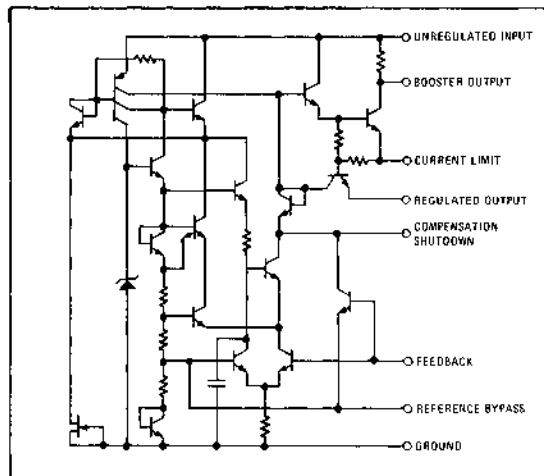 UNREGULATED INPUT
BOOSTER OUTPUT
CURRENT LIMIT
REGULATED OUTPUT
COMPENSATION
SHUTDOWN
FEEDBACK
REFERENCE BYPASS
GROUND